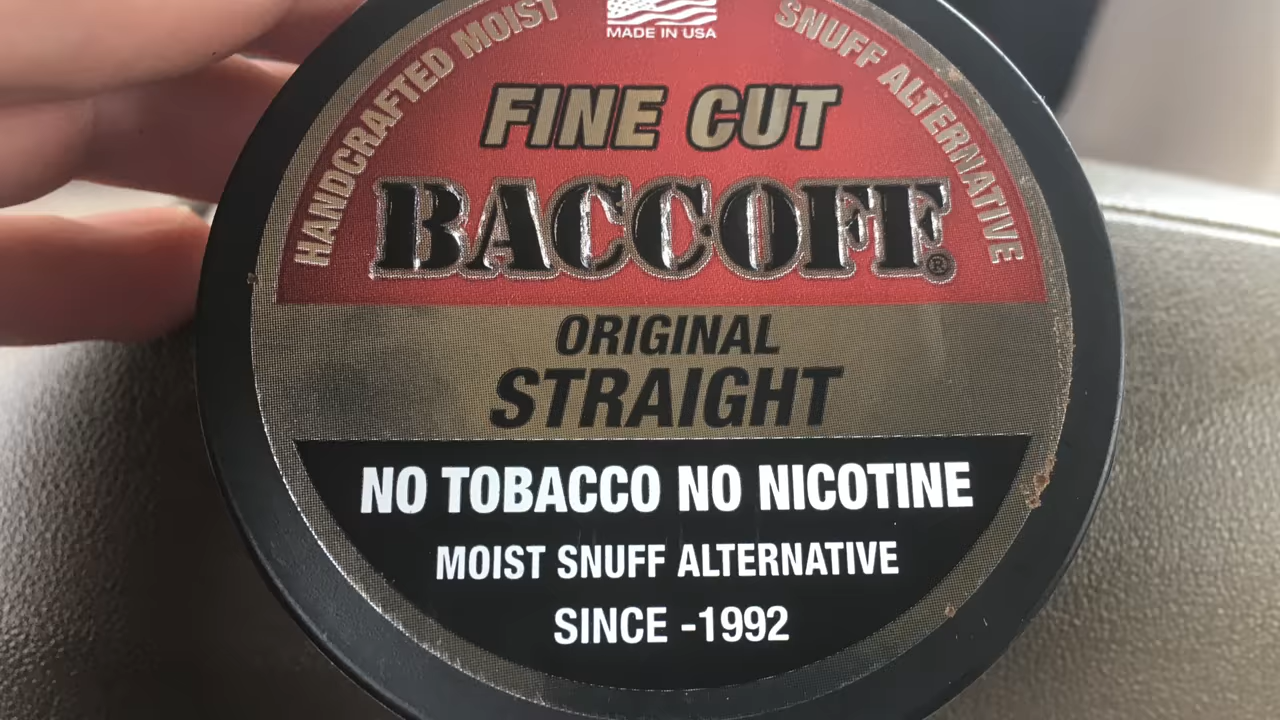 MADE IN USA
HANDCRAFTED MOIST SNUFF ALTERNATIVE
FINE CUT
BACCOFF®
ORIGINAL
STRAIGHT
NO TOBACCO NO NICOTINE
MOIST SNUFF ALTERNATIVE
SINCE -1992